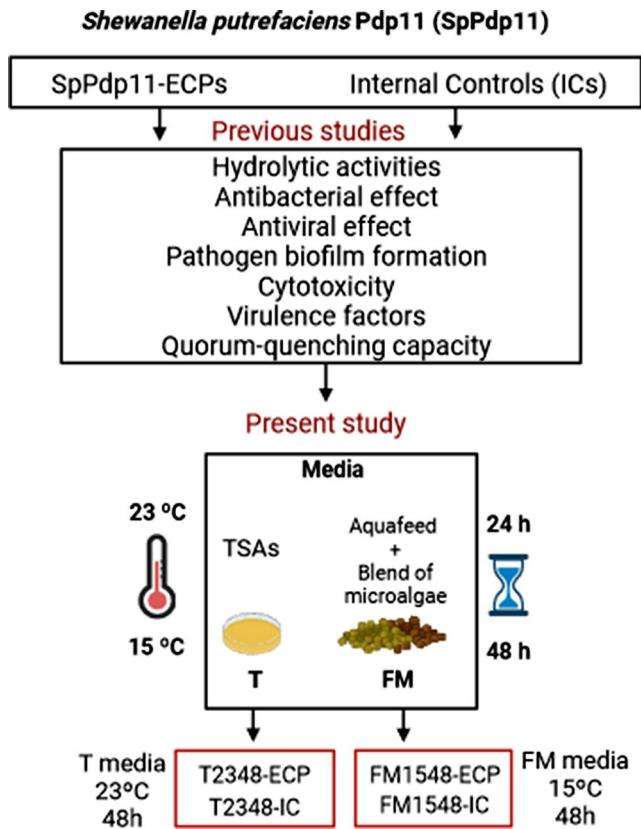 Shewanella putrefaciens Pdp11 (SpPdp11)
SpPdp11-ECPs
Internal Controls (ICs)
Previous studies
Hydrolytic activities
Antibacterial effect
Antiviral effect
Pathogen biofilm formation
Cytotoxicity
Virulence factors
Quorum-quenching capacity
Present study
Media
23 ºC
15 ºC
TSAs
T
Aquafeed
+
Blend of
microalgae
FM
24 h
48 h
T media
23ºC
48h
T2348-ECP
T2348-IC
FM1548-ECP
FM1548-IC
FM media
15ºC
48h